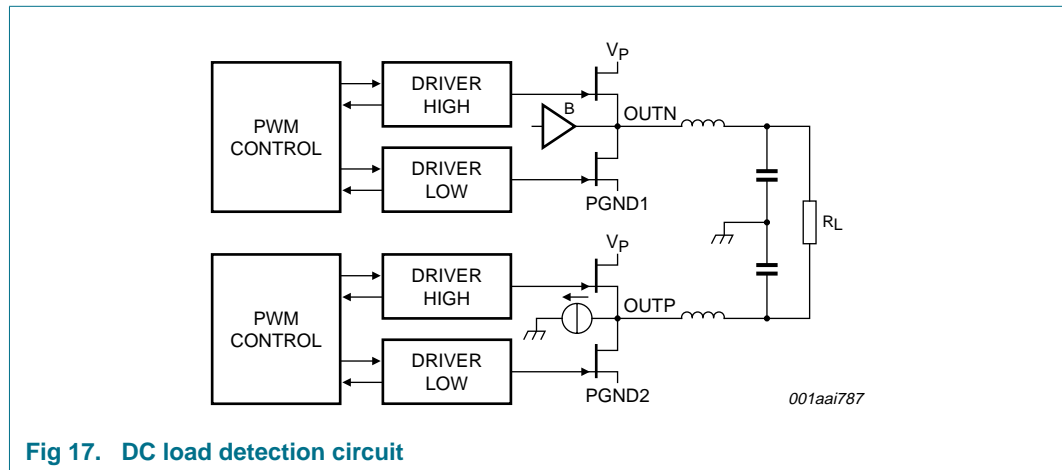 PWM
CONTROL
DRIVER
HIGH
DRIVER
LOW
VP
B
OUTN
PGND1
RL
PWM
CONTROL
DRIVER
HIGH
DRIVER
LOW
VP
OUTP
PGND2
001aai787
Fig 17. DC load detection circuit